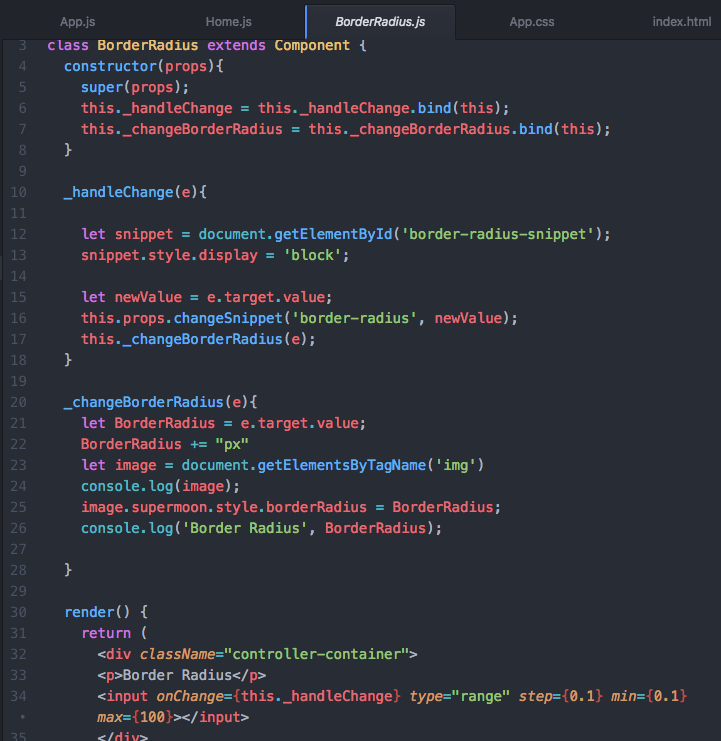 App.js Home.js BorderRadius.js App.css index.html
3 class BorderRadius extends Component {
4 constructor(props){
5 super(props);
6 this._handleChange = this._handleChange.bind(this);
7 this._changeBorderRadius = this._changeBorderRadius.bind(this);
8 }
9
10 _handleChange(e){
11
12 let snippet = document.getElementById('border-radius-snippet');
13 snippet.style.display = 'block';
14
15 let newValue = e.target.value;
16 this.props.changeSnippet('border-radius', newValue);
17 this._changeBorderRadius(e);
18 }
19
20 _changeBorderRadius(e){
21 let BorderRadius = e.target.value;
22 BorderRadius += "px"
23 let image = document.getElementsByTagName('img')
24 console.log(image);
25 image.supermoon.style.borderRadius = BorderRadius;
26 console.log('Border Radius', BorderRadius);
27
28 }
29
30 render() {
31 return (
32 <div className="controller-container">
33 <p>Border Radius</p>
34 <input onChange={this._handleChange} type="range" step={0.1} min={0.1}
• max={100}></input>
35 </div>